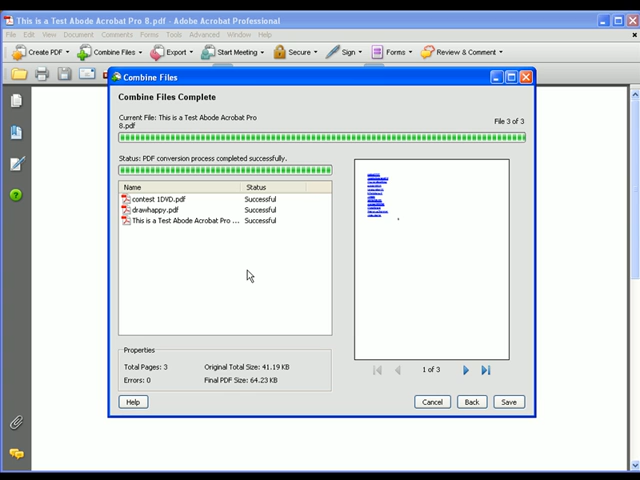 This is a Test Abode Acrobat Pro 8.pdf - Adobe Acrobat Professional
File Edit View Document Comments Forms Tools Advanced Window Help
Create PDF Combine Files Export Start Meeting Secure Sign Forms Review & Comment
Combine Files
Combine Files Complete
Current File: This is a Test Abode Acrobat Pro
8.pdf
File 3 of 3
Status: PDF conversion process completed successfully.
Name Status
contest 1DVD.pdf Successful
drawhappy.pdf Successful
This is a Test Abode Acrobat Pro ... Successful
Properties
Total Pages: 3 Original Total Size: 41.19 KB
Errors: 0 Final PDF Size: 64.23 KB
1 of 3
Help Cancel Back Save